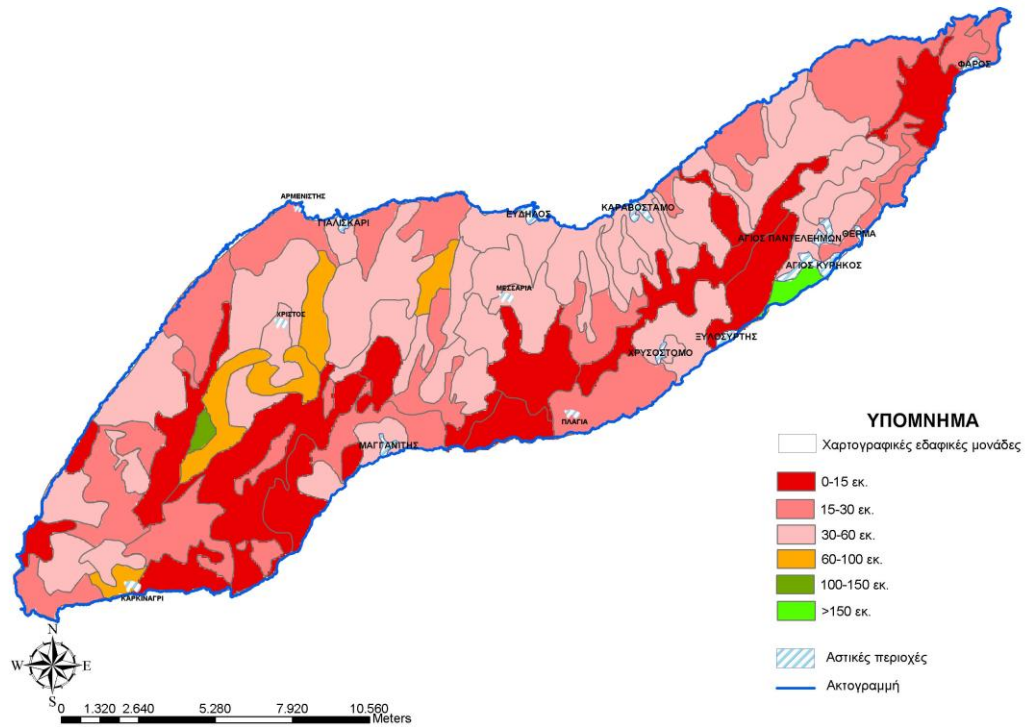 ΦΑΡΟΣ
ΑΡΜΕΝΙΣΤΗΣ
ΓΙΑΛΙΣΚΑΡΙ
ΕΥΔΗΛΟΣ
ΚΑΡΑΒΟΣΤΑΜΟ
ΑΓΙΟΣ ΠΑΝΤΕΛΕΗΜΩΝ
ΘΕΡΜΑ
ΑΓΙΟΣ ΚΥΡΗΚΟΣ
ΜΕΣΣΑΡΙΑ
ΧΡΙΣΤΟΣ
ΞΥΛΟΣΥΡΤΗΣ
ΧΡΥΣΟΣΤΟΜΟ
ΠΛΑΓΙΑ
ΜΑΓΓΑΝΙΤΗΣ
ΚΑΡΚΙΝΑΓΡΙ
ΥΠΟΜΝΗΜΑ
Χαρτογραφικές εδαφικές μονάδες
0-15 εκ.
15-30 εκ.
30-60 εκ.
60-100 εκ.
100-150 εκ.
>150 εκ.
Αστικές περιοχές
Ακτογραμμή
N
W E
S
0 1.320 2.640 5.280 7.920 10.560
Meters